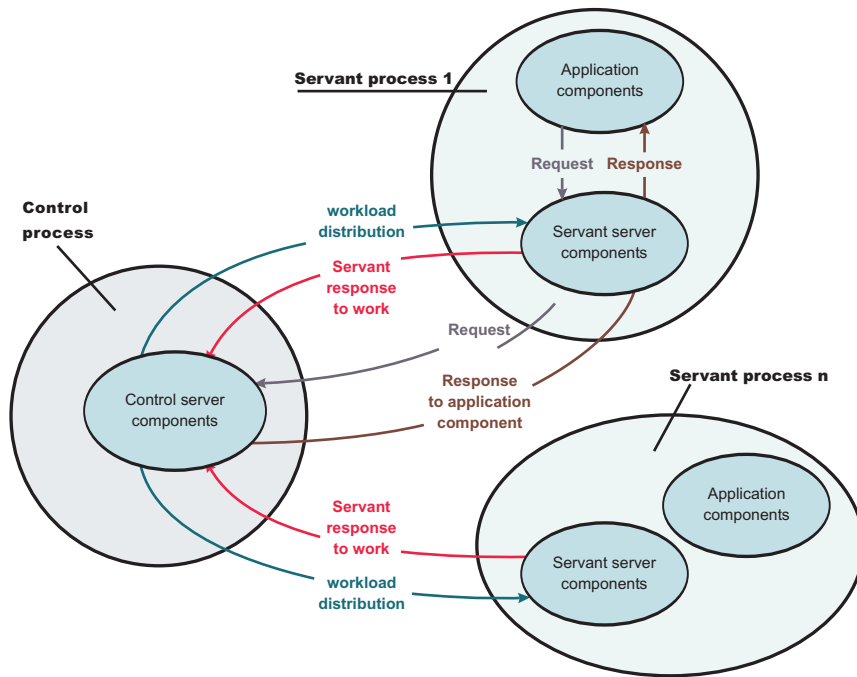 Servant process 1
Application
components
Request
Response
Control
process
workload
distribution
Servant server
components
Servant
response
to work
Request
Control server
components
Response
to application
component
Servant process n
Application
components
Servant
response
to work
Servant server
components
workload
distribution